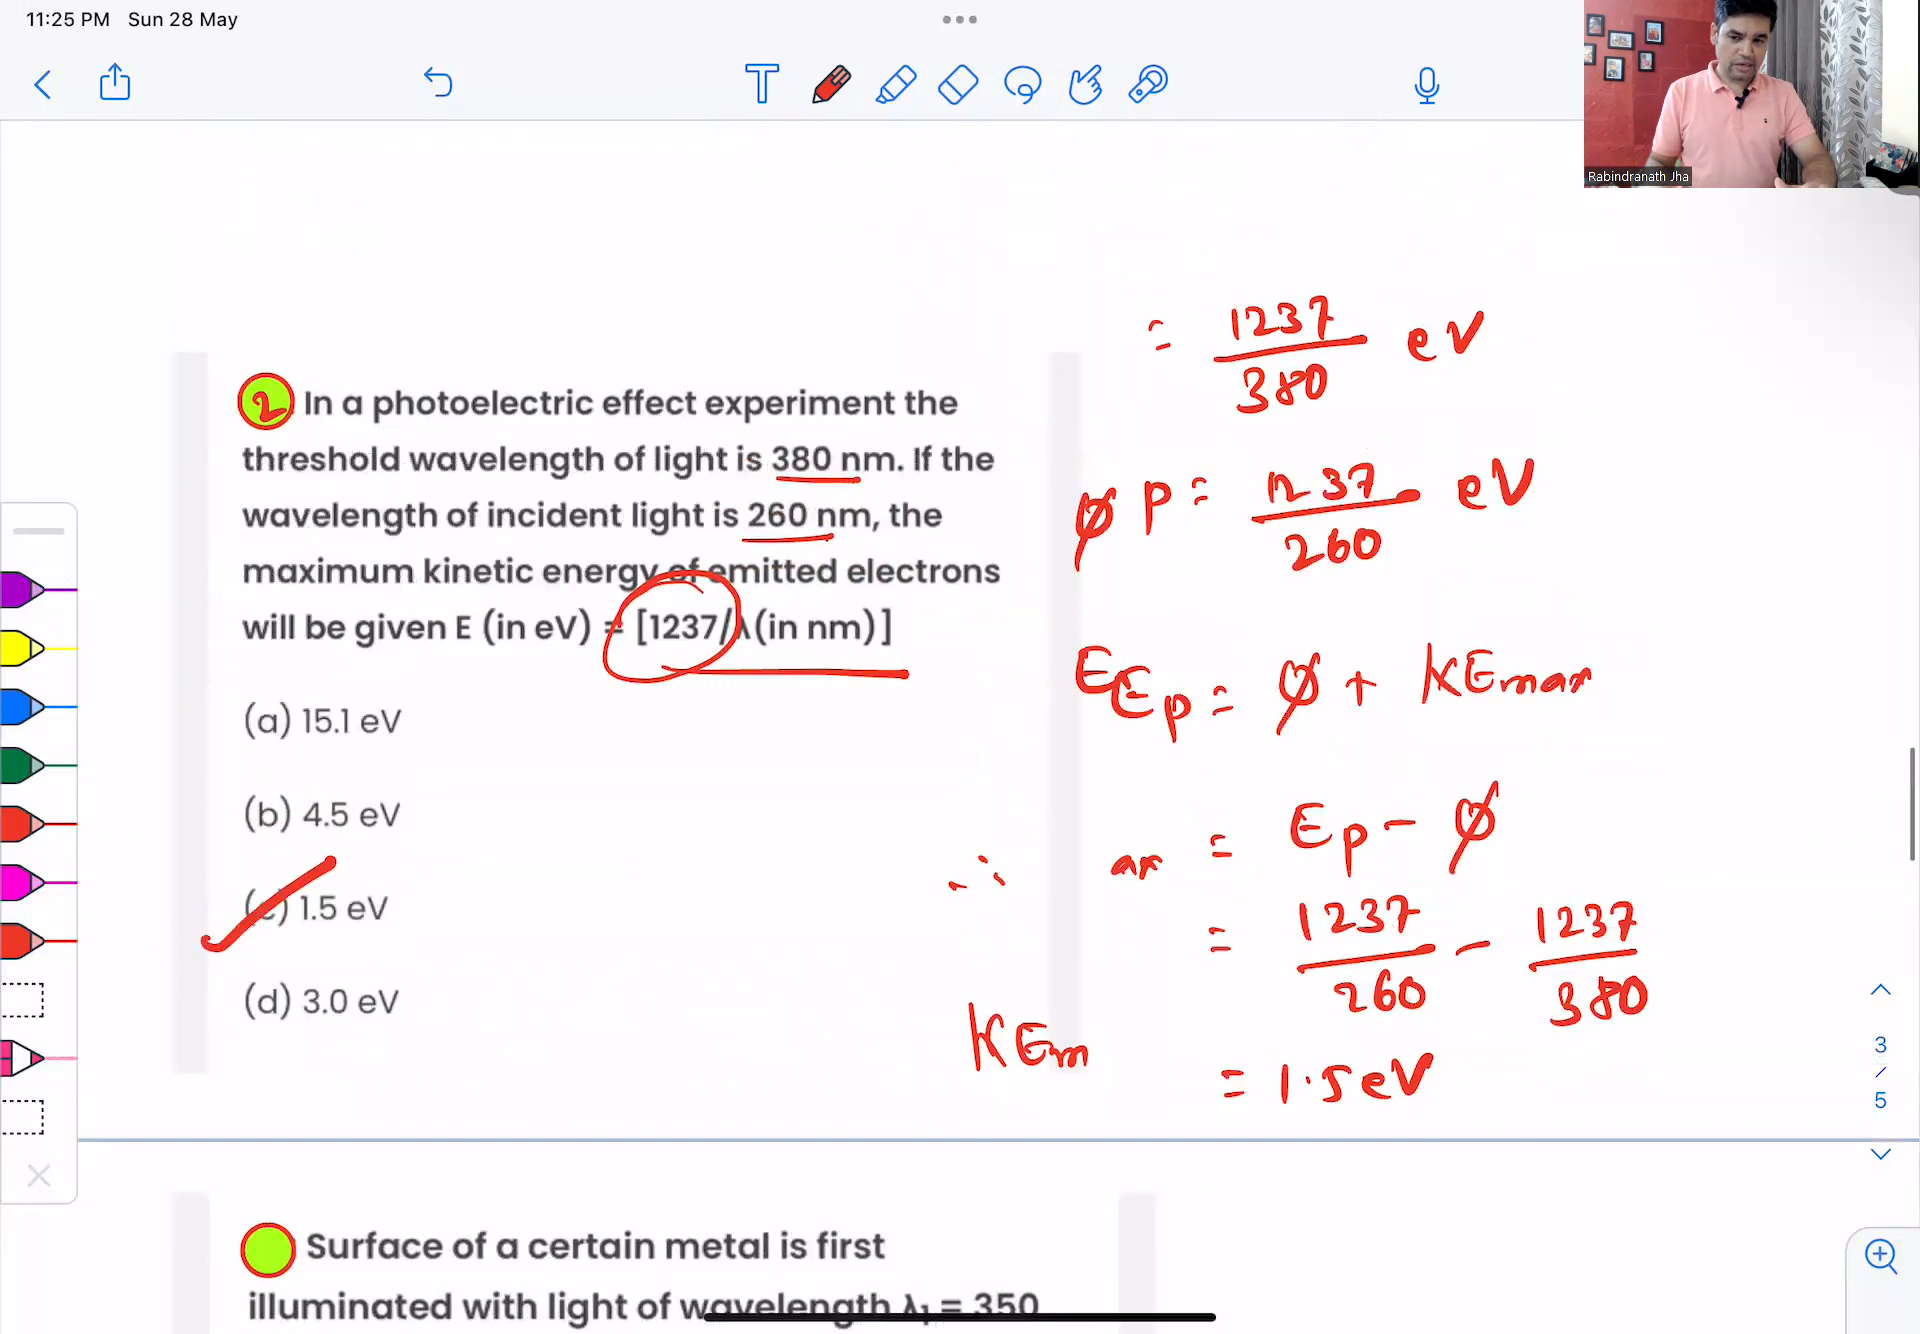 11:25 PM Sun 28 May
T
Rabindranath Jha
2 In a photoelectric effect experiment the
threshold wavelength of light is 380 nm. If the
wavelength of incident light is 260 nm, the
maximum kinetic energy of emitted electrons
will be given E (in eV) = [1237/λ(in nm)]
(a) 15.1 eV
(b) 4.5 eV
(c) 1.5 eV
(d) 3.0 eV
= 1237/380 eV
ϕ p = 1237/260 eV
E Ep = ϕ + KEmax
∴ ax = Ep - ϕ
= 1237/260 - 1237/380
KEm
= 1.5 eV
3
/
5
Surface of a certain metal is first
illuminated with light of wavelength λ₁ = 350